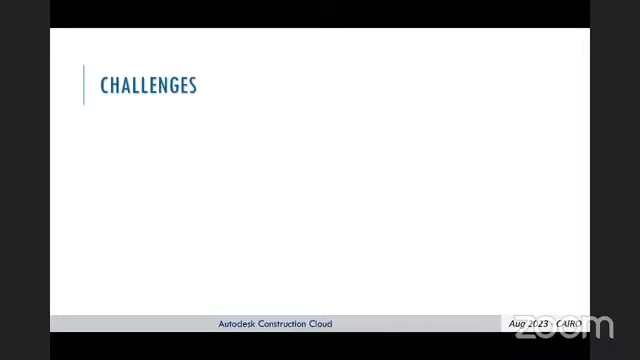 CHALLENGES
Autodesk Construction Cloud
Aug 2023 - CAIRO
zoom